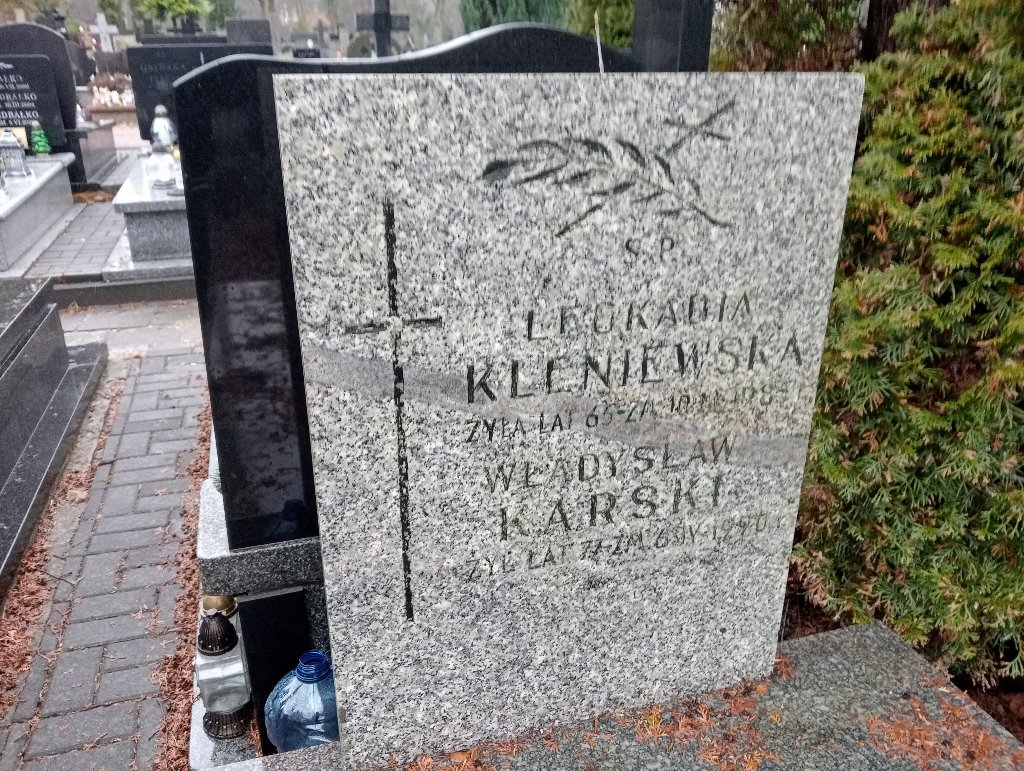 Ś.P.
LEOKADIA
KLENIEWSKA
ŻYŁA LAT 65-ZM.
WŁADYSŁAW
KARSKI
ŻYŁ LAT 77-ZM. 6.IV.1990